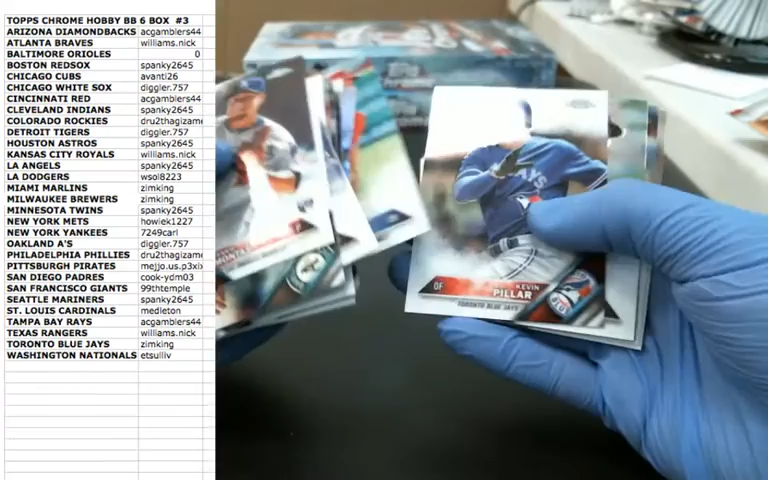 TOPPS CHROME HOBBY BB 6 BOX #3
ARIZONA DIAMONDBACKS acgamblers44
ATLANTA BRAVES williams.nick
BALTIMORE ORIOLES 0
BOSTON REDSOX spanky2645
CHICAGO CUBS avanti26
CHICAGO WHITE SOX diggler.757
CINCINNATI RED acgamblers44
CLEVELAND INDIANS spanky2645
COLORADO ROCKIES dru2thagizame
DETROIT TIGERS diggler.757
HOUSTON ASTROS spanky2645
KANSAS CITY ROYALS williams.nick
LA ANGELS spanky2645
LA DODGERS wsol8223
MIAMI MARLINS zimking
MILWAUKEE BREWERS zimking
MINNESOTA TWINS spanky2645
NEW YORK METS howiek1227
NEW YORK YANKEES 7249carl
OAKLAND A'S diggler.757
PHILADELPHIA PHILLIES dru2thagizame
PITTSBURGH PIRATES mejjo.us.p3xix
SAN DIEGO PADRES cook-ydm03
SAN FRANCISCO GIANTS 99thtemple
SEATTLE MARINERS spanky2645
ST. LOUIS CARDINALS medleton
TAMPA BAY RAYS acgamblers44
TEXAS RANGERS williams.nick
TORONTO BLUE JAYS zimking
WASHINGTON NATIONALS etsulliv
OF KEVIN PILLAR
TORONTO BLUE JAYS